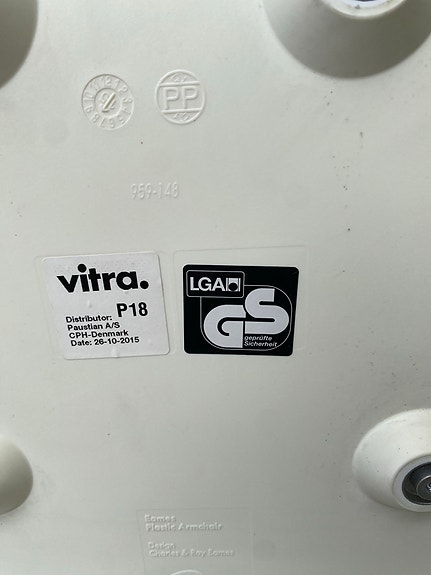 PP
959-148
vitra.
P18
Distributor:
Paustian A/S
CPH-Denmark
Date: 26-10-2015
LGA
GS
geprüfte
Sicherheit
Eames
Plastic Armchair
Design
Charles & Ray Eames